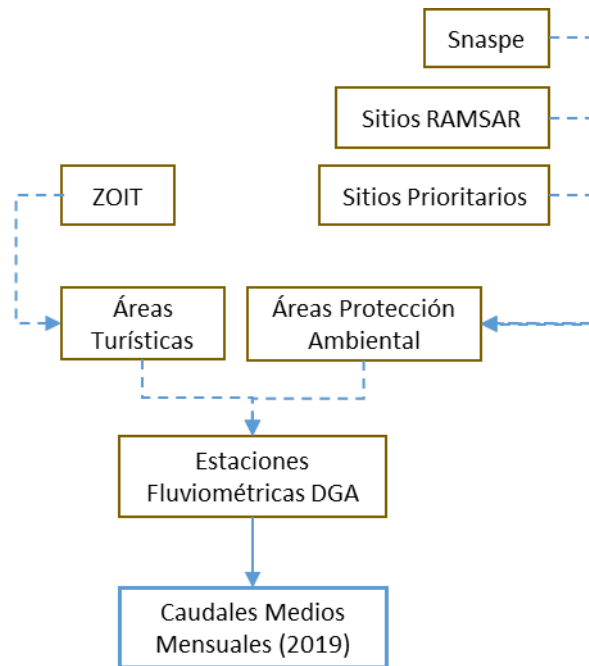 Snaspe
Sitios RAMSAR
ZOIT
Sitios Prioritarios
Áreas
Turísticas
Áreas Protección
Ambiental
Estaciones
Fluviométricas DGA
Caudales Medios
Mensuales (2019)